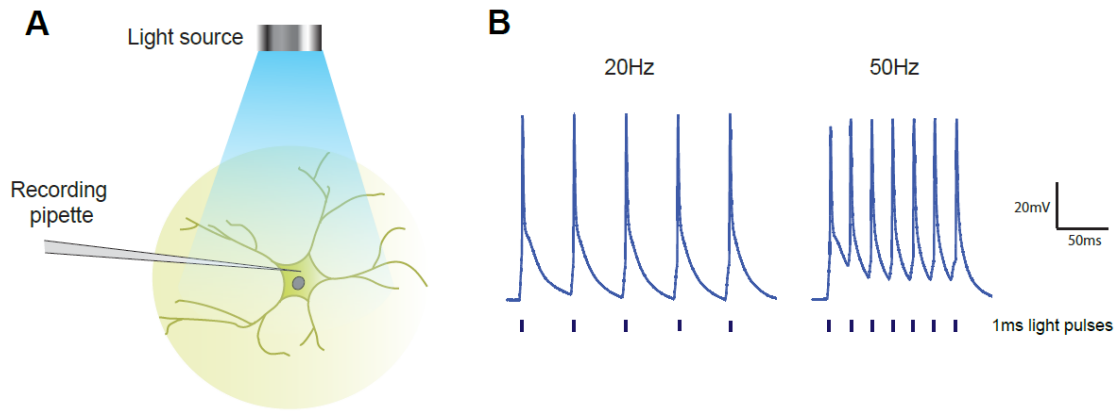 A
Light source
Recording
pipette
B
20Hz
50Hz
20mV
50ms
1ms light pulses